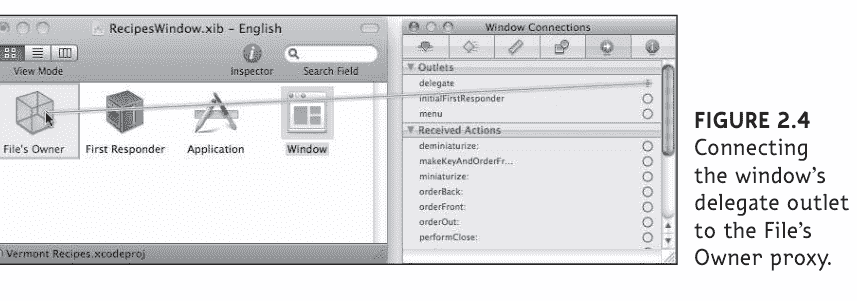 RecipesWindow.xib - English
View Mode
Inspector
Search Field
File's Owner
First Responder
Application
Window
Vermont Recipes.xcodeproj
Window Connections
Outlets
delegate
initialFirstResponder
menu
Received Actions
deminiaturize:
makeKeyAndOrderFr...
miniaturize:
orderBack:
orderFront:
orderOut:
performClose:
FIGURE 2.4
Connecting
the window's
delegate outlet
to the File's
Owner proxy.